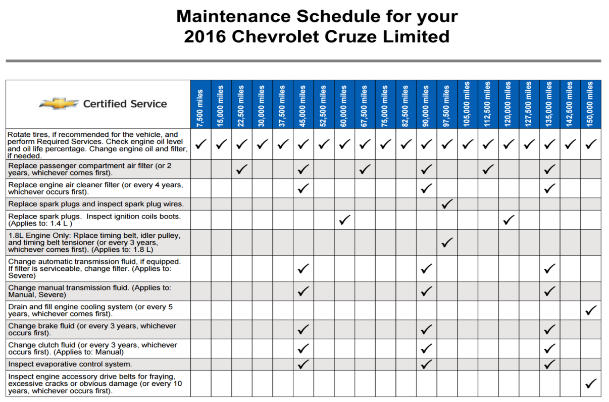 Maintenance Schedule for your
2016 Chevrolet Cruze Limited
Certified Service
7,500 miles
15,000 miles
22,500 miles
30,000 miles
37,500 miles
45,000 miles
52,500 miles
60,000 miles
67,500 miles
75,000 miles
82,500 miles
90,000 miles
97,500 miles
105,000 miles
112,500 miles
120,000 miles
127,500 miles
135,000 miles
142,500 miles
150,000 miles
Rotate tires, if recommended for the vehicle, and
perform Required Services. Check engine oil level
and oil life percentage. Change engine oil and filter,
if needed.
Replace passenger compartment air filter (or 2
years, whichever comes first).
Replace engine air cleaner filter (or every 4 years,
whichever occurs first).
Replace spark plugs and inspect spark plug wires.
Replace spark plugs. Inspect ignition coils boots.
(Applies to: 1.4 L )
1.8L Engine Only: Rplace timing belt, idler pulley,
and timing belt tensioner (or every 3 years,
whichever comes first). (Applies to: 1.8 L)
Change automatic transmission fluid, if equipped.
If filter is serviceable, change filter. (Applies to:
Severe)
Change manual transmission fluid. (Applies to:
Manual, Severe)
Drain and fill engine cooling system (or every 5
years, whichever comes first).
Change brake fluid (or every 3 years, whichever
occurs first).
Change clutch fluid (or every 3 years, whichever
occurs first). (Applies to: Manual)
Inspect evaporative control system.
Inspect engine accessory drive belts for fraying,
excessive cracks or obvious damage (or every 10
years, whichever occurs first).